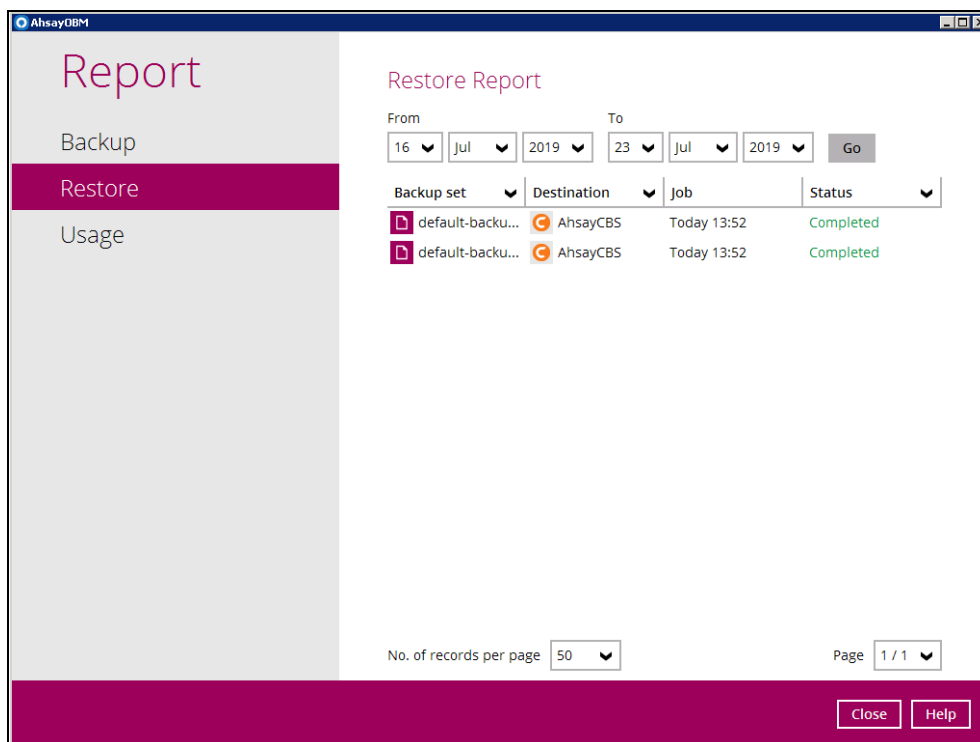 AhsayOBM
Report
Backup
Restore
Usage
Restore Report
From To
16 Jul 2019 23 Jul 2019 Go
Backup set Destination Job Status
default-backu... AhsayCBS Today 13:52 Completed
default-backu... AhsayCBS Today 13:52 Completed
No. of records per page 50 Page 1 / 1
Close Help